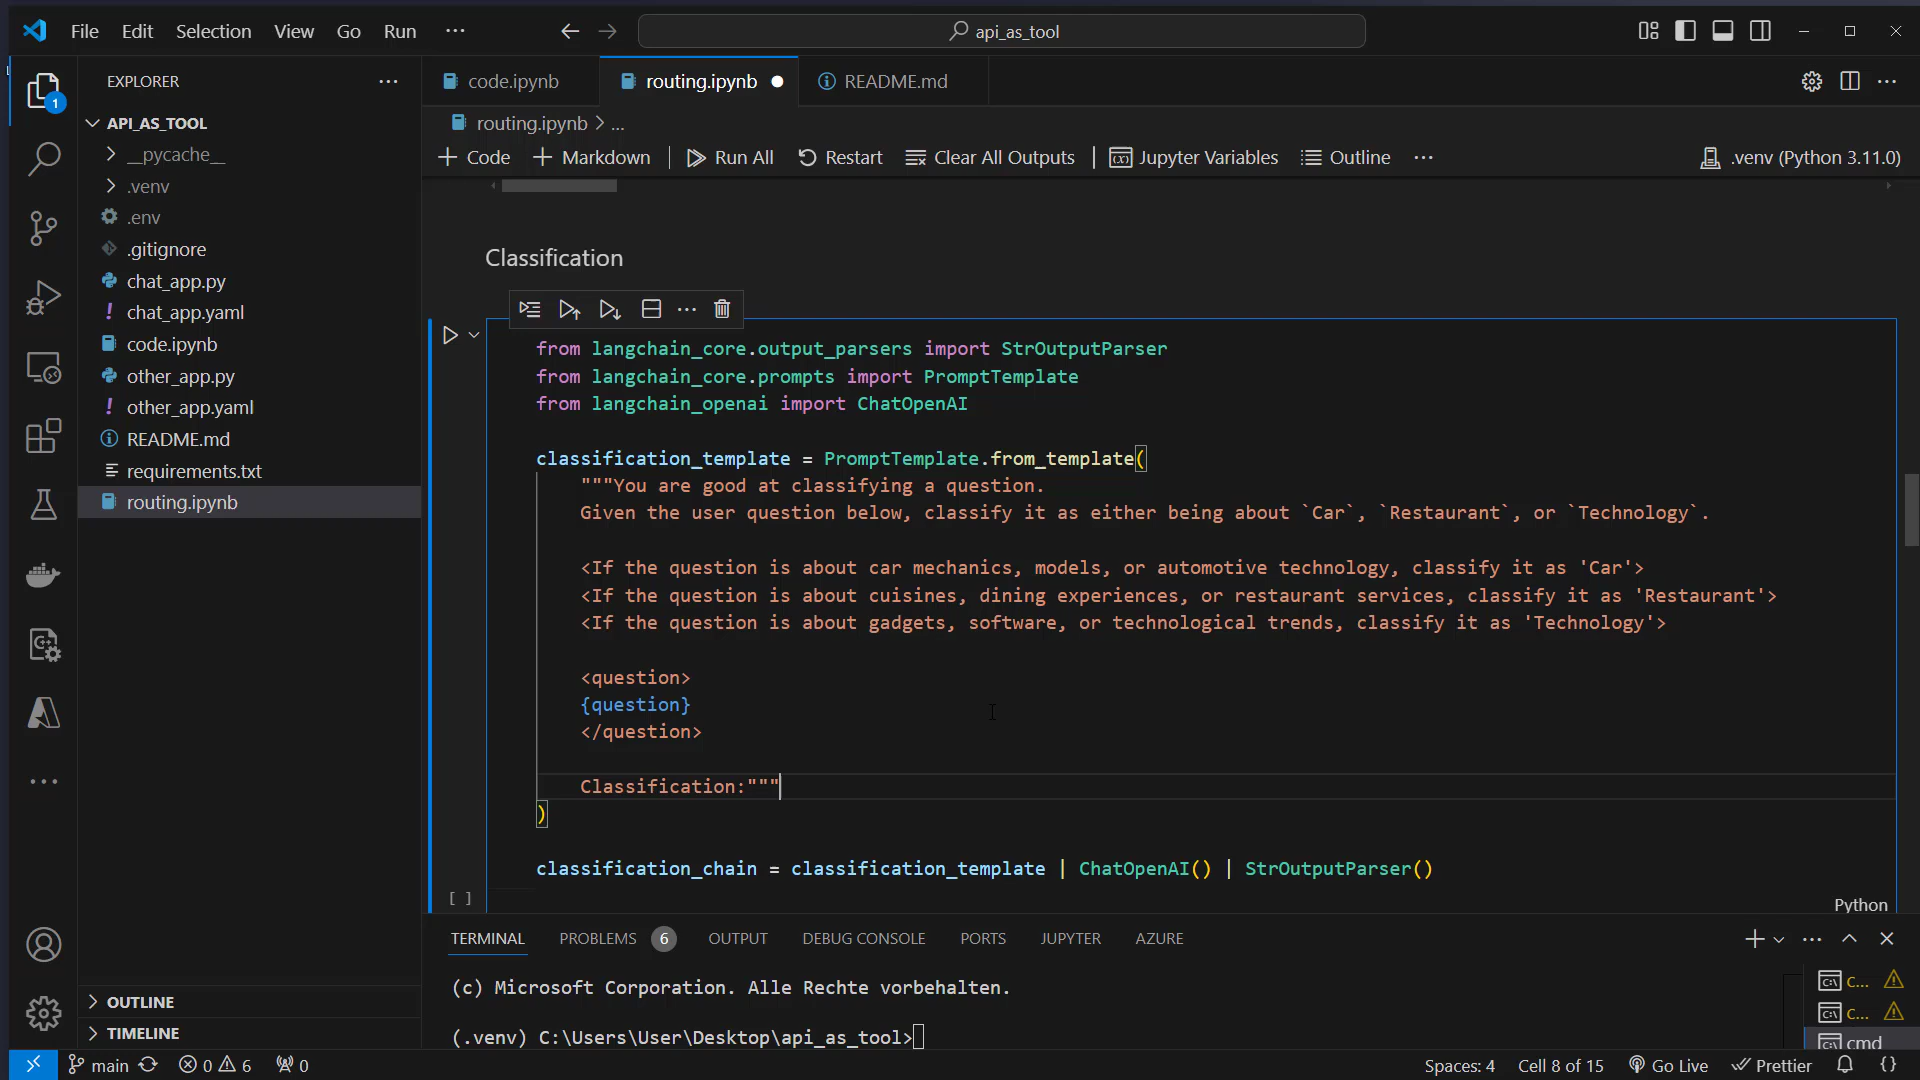 File Edit Selection View Go Run ···
api_as_tool
EXPLORER
code.ipynb
routing.ipynb
README.md
1
API_AS_TOOL
routing.ipynb > ...
__pycache__
+ Code + Markdown Run All Restart Clear All Outputs Jupyter Variables Outline ··· .venv (Python 3.11.0)
.venv
.env
.gitignore
chat_app.py
chat_app.yaml
code.ipynb
other_app.py
other_app.yaml
README.md
requirements.txt
routing.ipynb
Classification
from langchain_core.output_parsers import StrOutputParser
from langchain_core.prompts import PromptTemplate
from langchain_openai import ChatOpenAI
classification_template = PromptTemplate.from_template(
"""You are good at classifying a question.
Given the user question below, classify it as either being about `Car`, `Restaurant`, or `Technology`.
<If the question is about car mechanics, models, or automotive technology, classify it as 'Car'>
<If the question is about cuisines, dining experiences, or restaurant services, classify it as 'Restaurant'>
<If the question is about gadgets, software, or technological trends, classify it as 'Technology'>
<question>
{question}
</question>
Classification:"""
)
classification_chain = classification_template | ChatOpenAI() | StrOutputParser()
[ ]
Python
TERMINAL PROBLEMS 6 OUTPUT DEBUG CONSOLE PORTS JUPYTER AZURE
(c) Microsoft Corporation. Alle Rechte vorbehalten.
(.venv) C:\Users\User\Desktop\api_as_tool>
C...
C...
cmd
OUTLINE
TIMELINE
main 0 6 0
Spaces: 4 Cell 8 of 15 Go Live Prettier {}